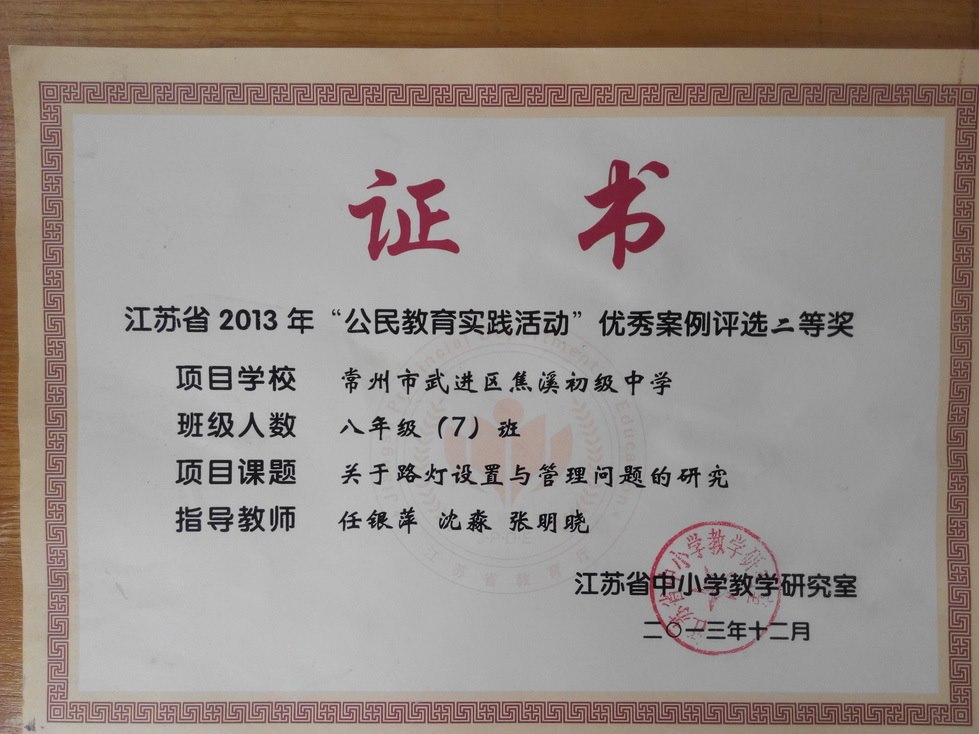 证书
江苏省 2013 年“公民教育实践活动”优秀案例评选二等奖
项目学校 常州市武进区焦溪初级中学
班级人数 八年级（7）班
项目课题 关于路灯设置与管理问题的研究
指导教师 任银萍 沈淼 张明晓
江苏省中小学教学研究室
二〇一三年十二月